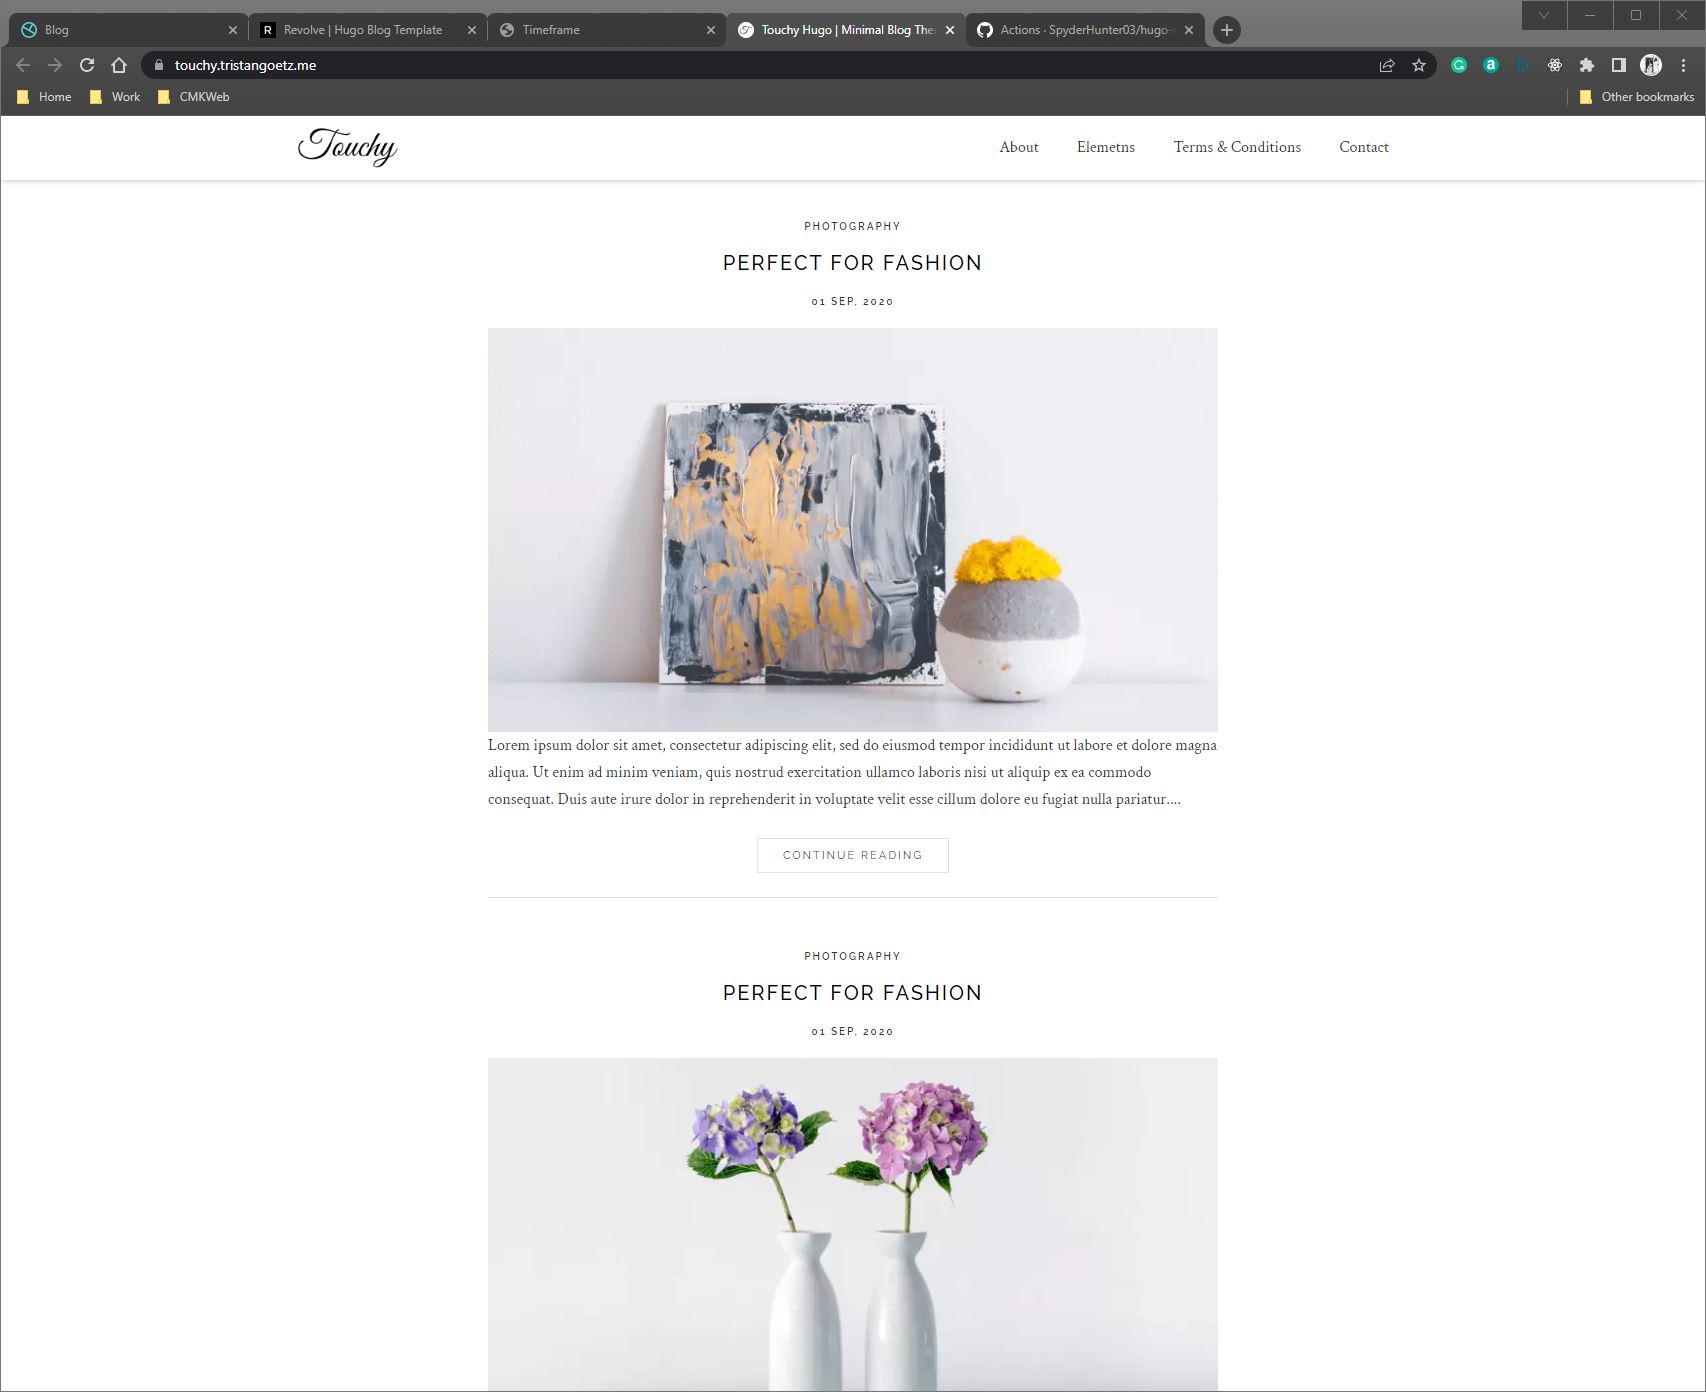 Blog
Revolve | Hugo Blog Template
Timeframe
Touchy Hugo | Minimal Blog The
Actions · SpyderHunter03/hugo-
touchy.tristangoetz.me
Home
Work
CMKWeb
Other bookmarks
Touchy
About
Elemetns
Terms & Conditions
Contact
PHOTOGRAPHY
PERFECT FOR FASHION
01 SEP, 2020
Lorem ipsum dolor sit amet, consectetur adipiscing elit, sed do eiusmod tempor incididunt ut labore et dolore magna
aliqua. Ut enim ad minim veniam, quis nostrud exercitation ullamco laboris nisi ut aliquip ex ea commodo
consequat. Duis aute irure dolor in reprehenderit in voluptate velit esse cillum dolore eu fugiat nulla pariatur....
CONTINUE READING
PHOTOGRAPHY
PERFECT FOR FASHION
01 SEP, 2020